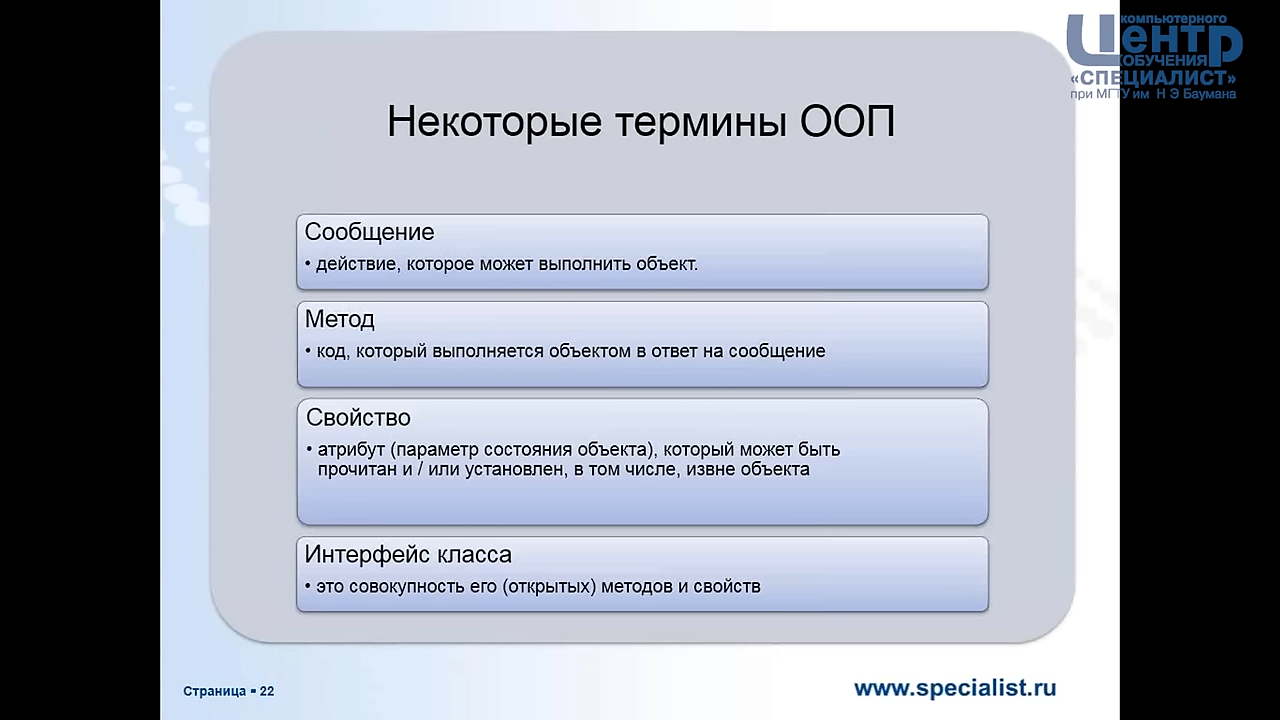 компьютерного
Центр
ОБУЧЕНИЯ
«СПЕЦИАЛИСТ»
при МГТУ им Н Э Баумана
Некоторые термины ООП
Сообщение
• действие, которое может выполнить объект.
Метод
• код, который выполняется объектом в ответ на сообщение
Свойство
• атрибут (параметр состояния объекта), который может быть
прочитан и / или установлен, в том числе, извне объекта
Интерфейс класса
• это совокупность его (открытых) методов и свойств
Страница ▪ 22
www.specialist.ru